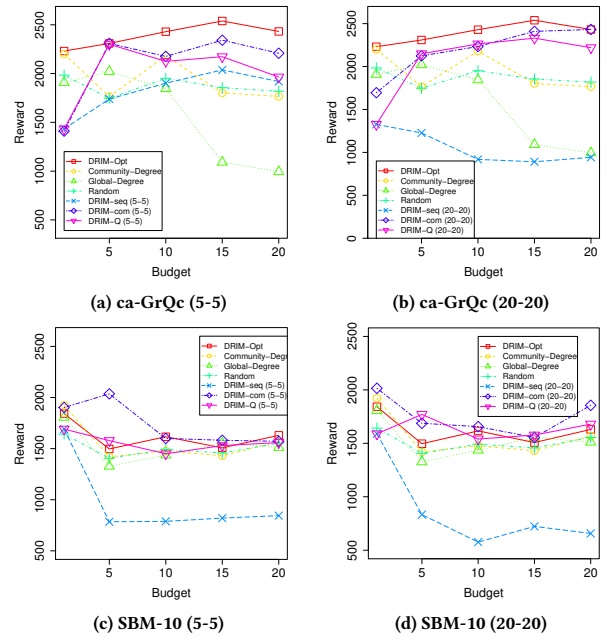 2500
2000
1500
1000
500
Reward
DRIM-Opt
Community-Degree
Global-Degree
Random
DRIM-seq (5-5)
DRIM-com (5-5)
DRIM-Q (5-5)
5 10 15 20
Budget
(a) ca-GrQc (5-5)
2500
2000
1500
1000
500
0
Reward
DRIM-Opt
Community-Degree
Global-Degree
Random
DRIM-seq (20-20)
DRIM-com (20-20)
DRIM-Q (20-20)
5 10 15 20
Budget
(b) ca-GrQc (20-20)
2500
2000
1500
1000
500
Reward
DRIM-Opt
Community-Degre
Global-Degree
Random
DRIM-seq (5-5)
DRIM-com (5-5)
DRIM-Q (5-5)
5 10 15 20
Budget
(c) SBM-10 (5-5)
2500
2000
1500
1000
500
Reward
DRIM-Opt
Community-Degree
Global-Degree
Random
DRIM-seq (20-20)
DRIM-com (20-20)
DRIM-Q (20-20)
5 10 15 20
Budget
(d) SBM-10 (20-20)